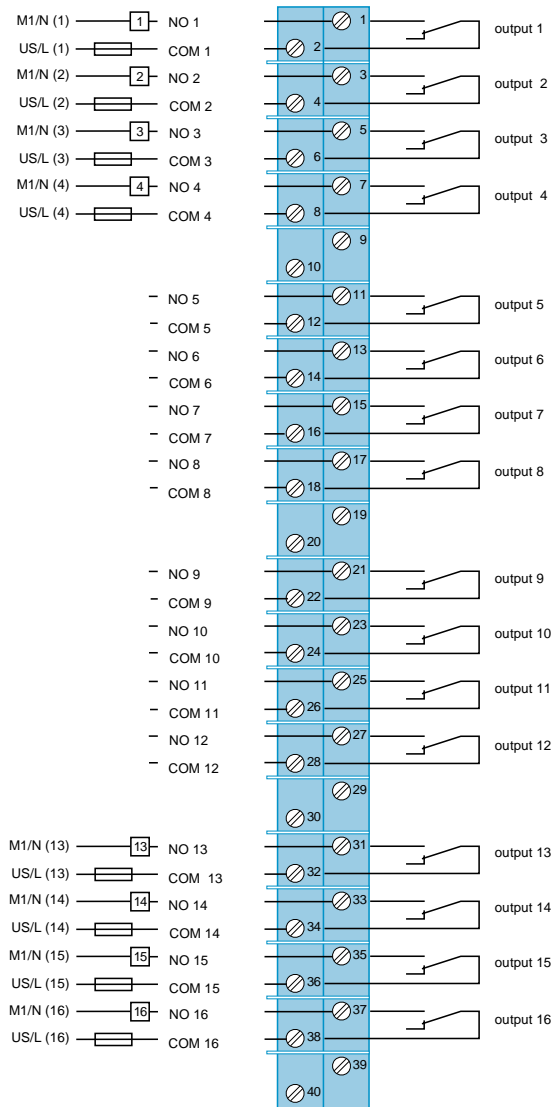 M1/N (1) 1 NO 1 1 output 1
US/L (1) COM 1 2
M1/N (2) 2 NO 2 3 output 2
US/L (2) COM 2 4
M1/N (3) 3 NO 3 5 output 3
US/L (3) COM 3 6
M1/N (4) 4 NO 4 7 output 4
US/L (4) COM 4 8
9
10
NO 5 11 output 5
COM 5 12
NO 6 13 output 6
COM 6 14
NO 7 15 output 7
COM 7 16
NO 8 17 output 8
COM 8 18
19
20
NO 9 21 output 9
COM 9 22
NO 10 23 output 10
COM 10 24
NO 11 25 output 11
COM 11 26
NO 12 27 output 12
COM 12 28
29
30
M1/N (13) 13 NO 13 31 output 13
US/L (13) COM 13 32
M1/N (14) 14 NO 14 33 output 14
US/L (14) COM 14 34
M1/N (15) 15 NO 15 35 output 15
US/L (15) COM 15 36
M1/N (16) 16 NO 16 37 output 16
US/L (16) COM 16 38
39
40